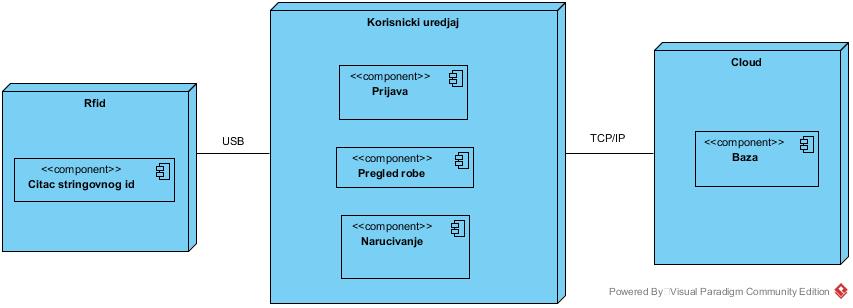 Rfid
<<component>>
Citac stringovnog id
USB
Korisnicki uredjaj
<<component>>
Prijava
<<component>>
Pregled robe
<<component>>
Narucivanje
TCP/IP
Cloud
<<component>>
Baza
Powered By Visual Paradigm Community Edition